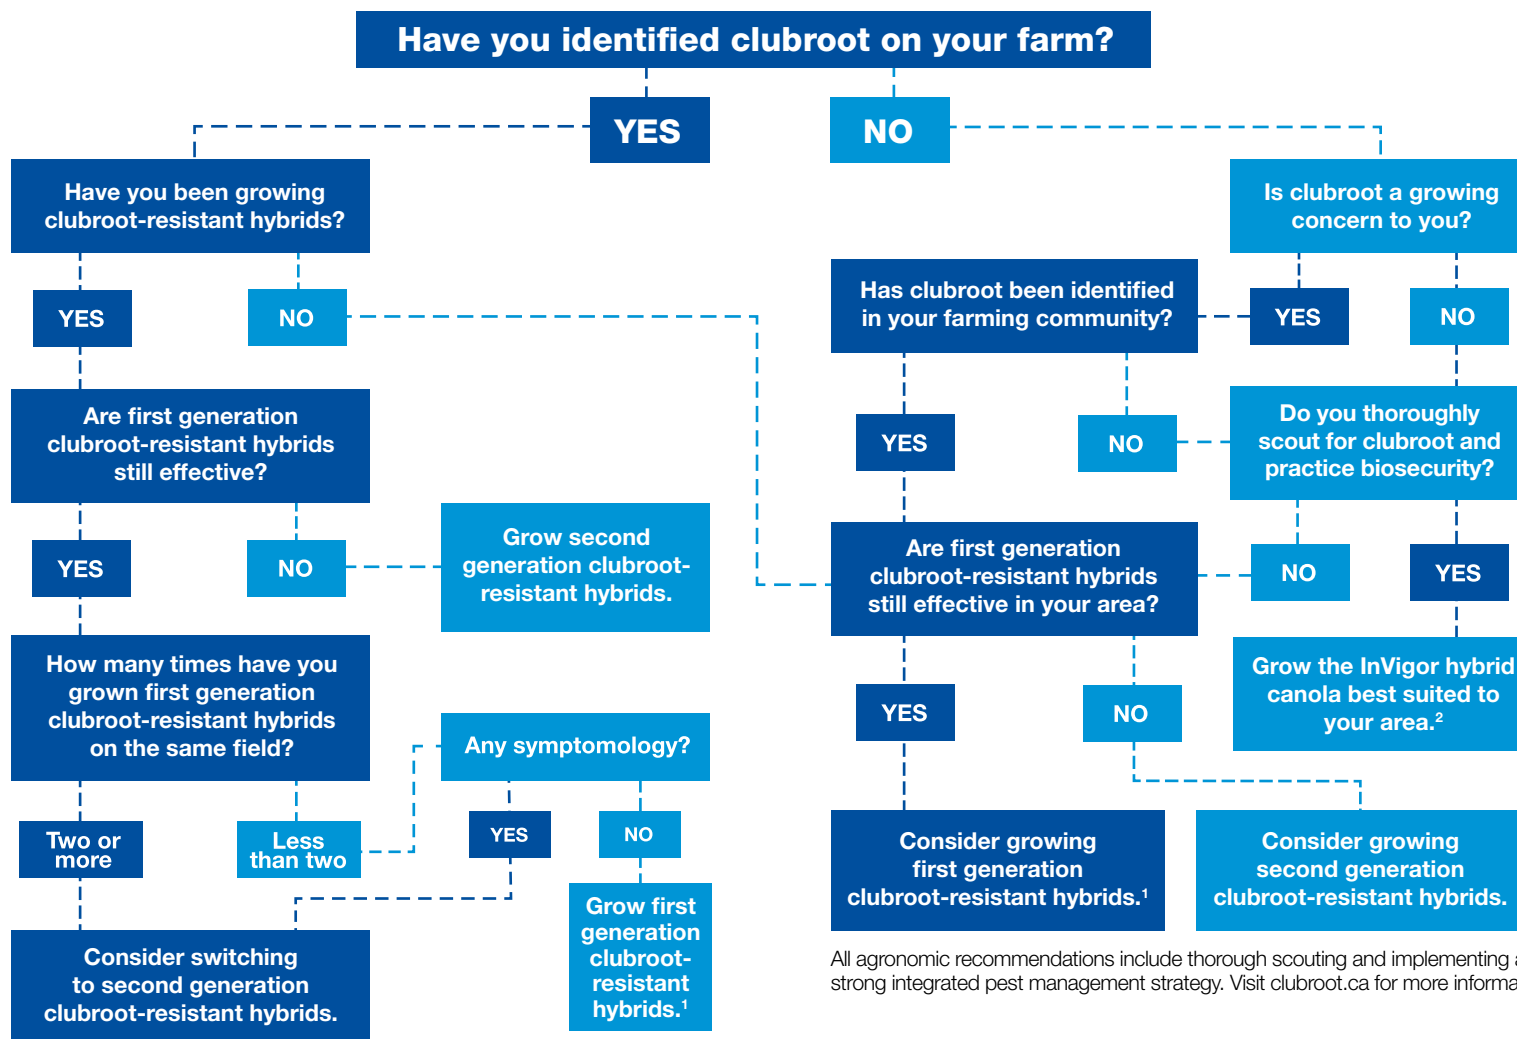 Have you identified clubroot on your farm?
YES
NO
Have you been growing
clubroot-resistant hybrids?
YES
NO
Are first generation
clubroot-resistant hybrids
still effective?
YES
NO
Grow second
generation clubroot-
resistant hybrids.
How many times have you
grown first generation
clubroot-resistant hybrids
on the same field?
Two or
more
Less
than two
Any symptomology?
YES
NO
Grow first
generation
clubroot-
resistant
hybrids.¹
Consider switching
to second generation
clubroot-resistant hybrids.
Is clubroot a growing
concern to you?
YES
NO
Has clubroot been identified
in your farming community?
YES
NO
Do you thoroughly
scout for clubroot and
practice biosecurity?
NO
YES
Are first generation
clubroot-resistant hybrids
still effective in your area?
YES
NO
Grow the InVigor hybrid
canola best suited to
your area.²
Consider growing
first generation
clubroot-resistant hybrids.¹
Consider growing
second generation
clubroot-resistant hybrids.
All agronomic recommendations include thorough scouting and implementing a
strong integrated pest management strategy. Visit clubroot.ca for more